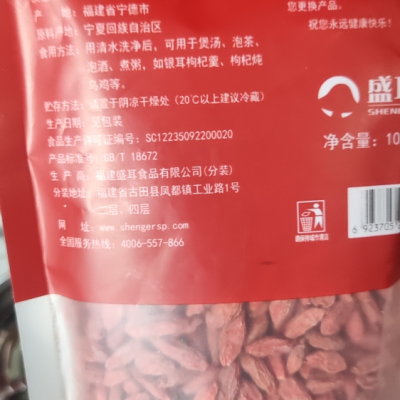 产 地：福建省宁德市
原料产地：宁夏回族自治区
食用方法：用清水洗净后，可用于煲汤，泡茶，
泡酒、煮粥，如银耳枸杞羹、枸杞炖
乌鸡等。
贮存方法：请置于阴凉干燥处（20℃以上建议冷藏）
生产日期：见包装
食品生产许可证编号：SC12235092200020
产品标准号：GB/T 18672
生 产 商：福建盛耳食品有限公司(分装)
分装地址：福建省古田县凤都镇工业路1号
二层，四层
网 址：www.shengersp.com
全国服务热线：4006-557-866
您更换产品。
祝您永远健康快乐！
盛
SHENG
净含量：10
6 923705